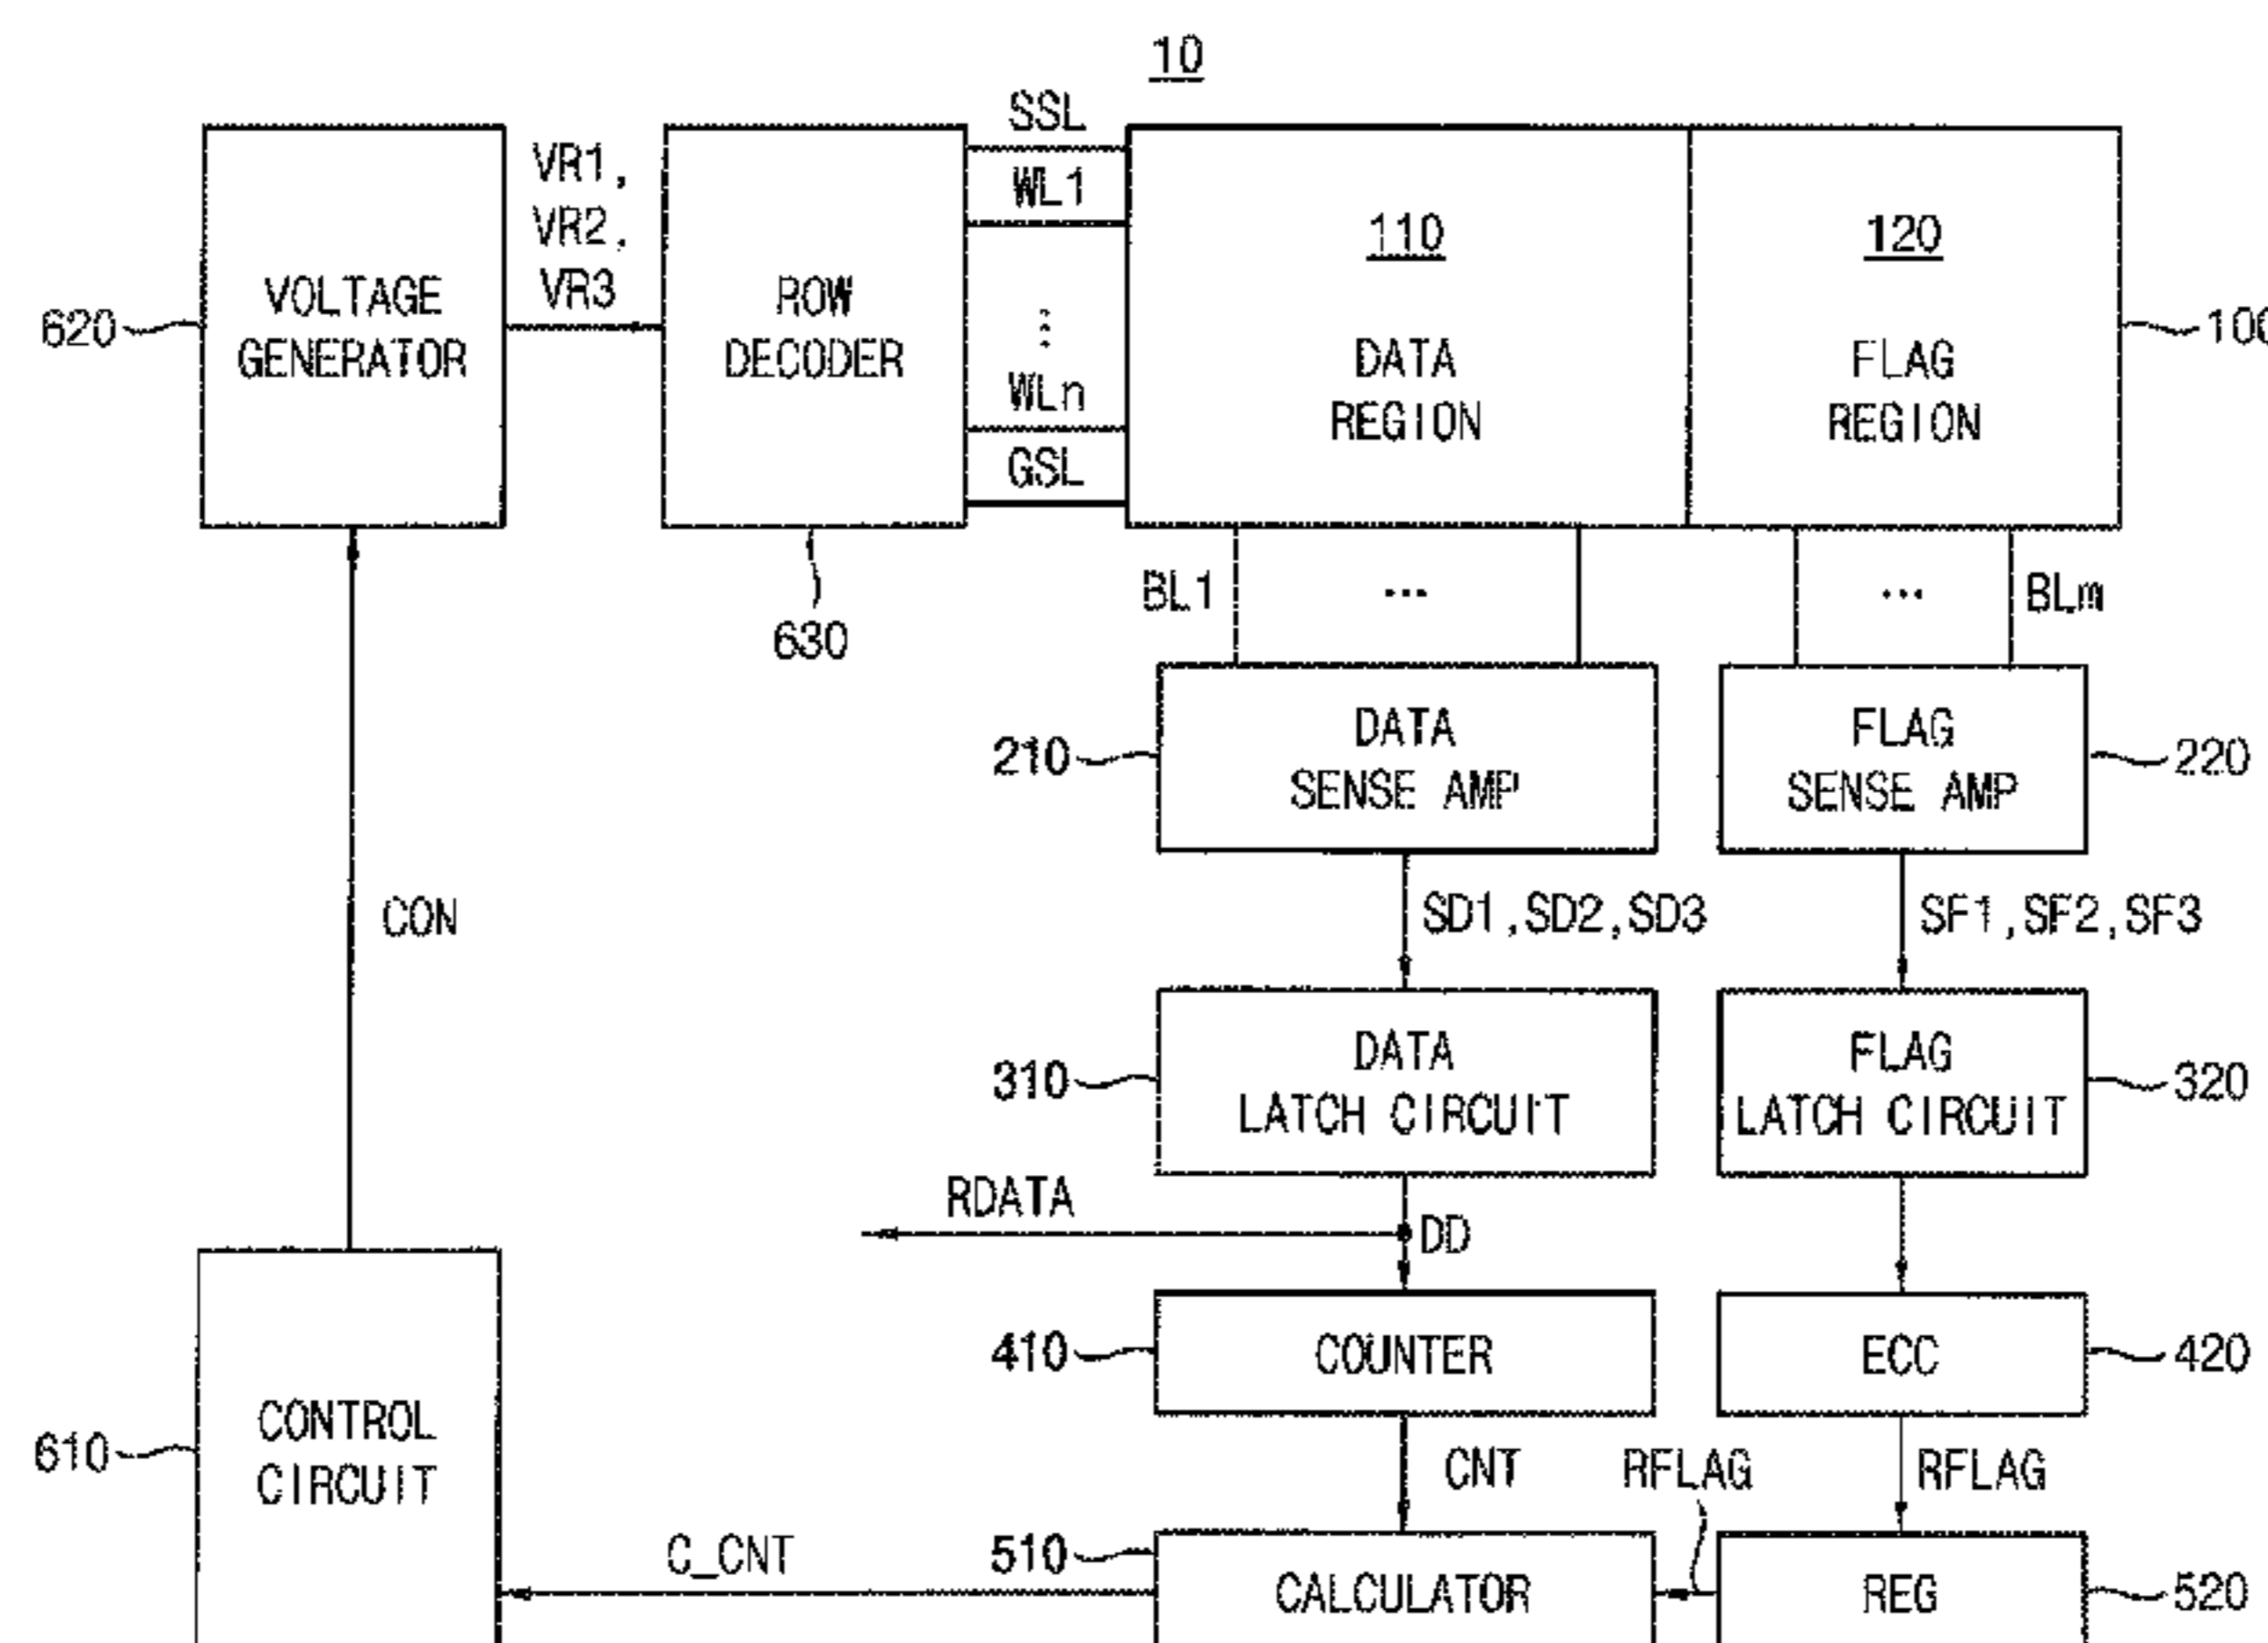 10
SSL
WL1
⋮
WLn
GSL
VR1,
VR2,
VR3
620
VOLTAGE
GENERATOR
ROW
DECODER
630
110
DATA
REGION
120
FLAG
REGION
100
BL1
...
...
BLm
210
DATA
SENSE AMP
FLAG
SENSE AMP
220
CON
SD1,SD2,SD3
SF1,SF2,SF3
310
DATA
LATCH CIRCUIT
FLAG
LATCH CIRCUIT
320
RDATA
DD
410
COUNTER
ECC
420
610
CONTROL
CIRCUIT
CNT
RFLAG
RFLAG
C_CNT
510
CALCULATOR
REG
520